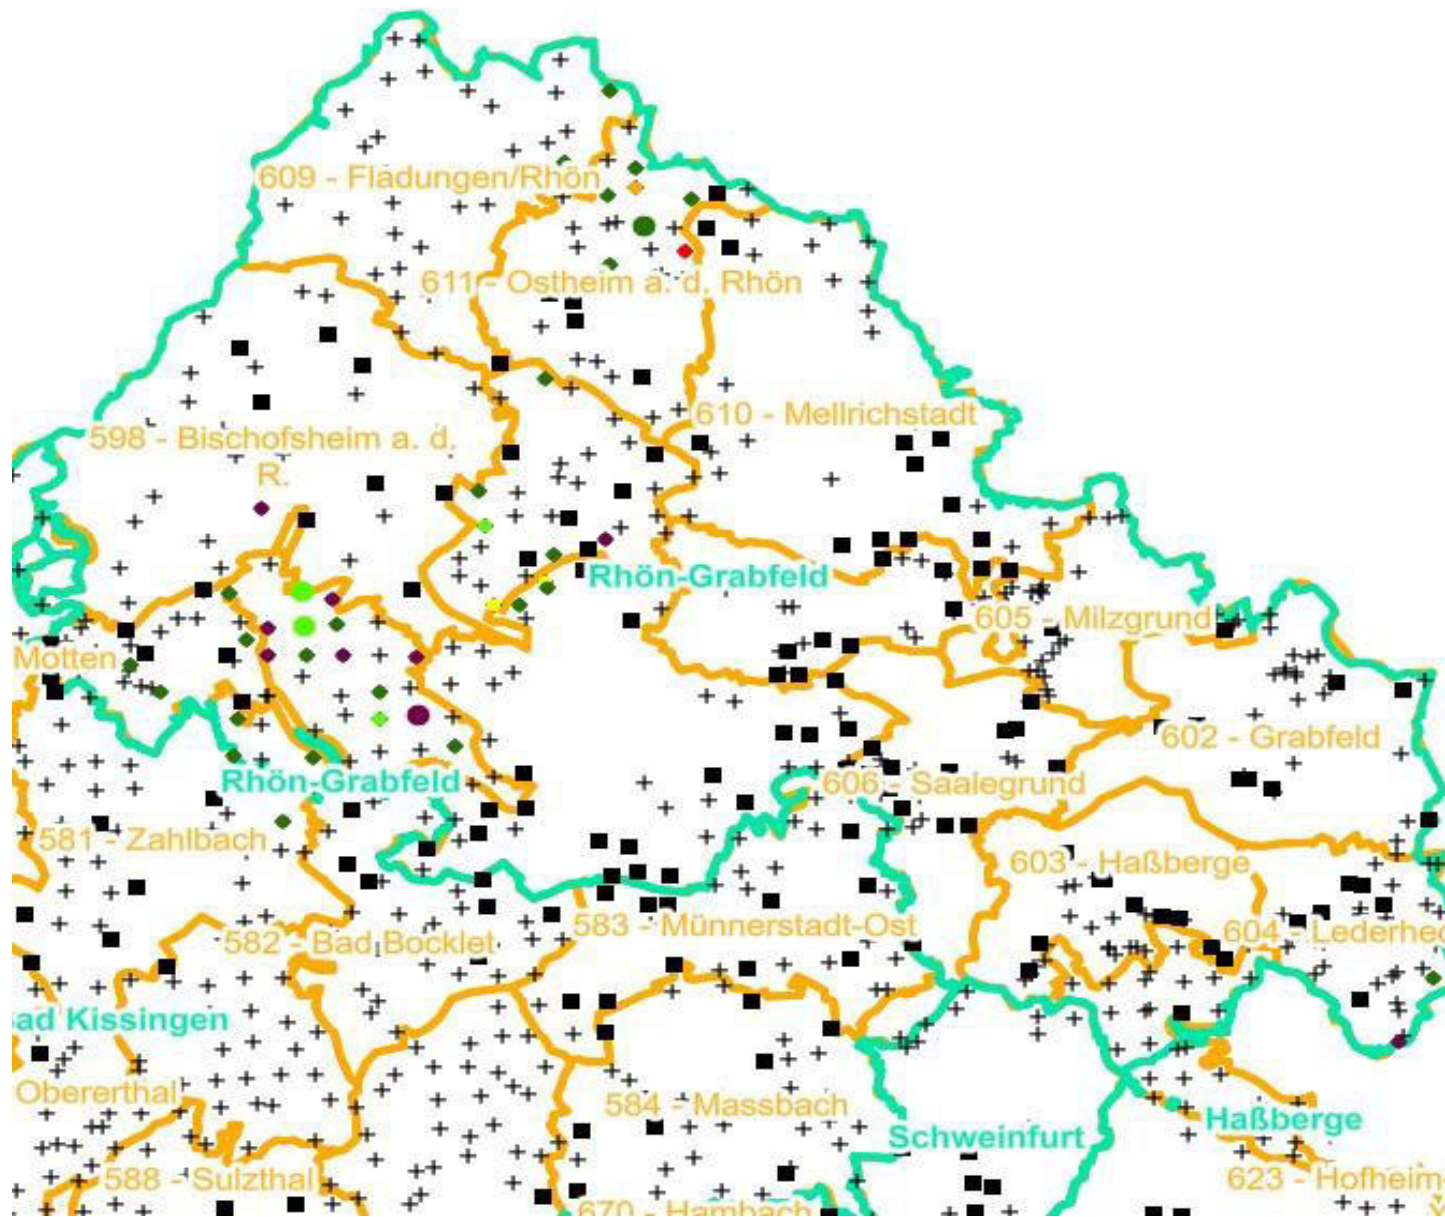 609 - Fladungen/Rhön
611 - Ostheim a. d. Rhön
610 - Mellrichstadt
598 - Bischofsheim a. d.
R.
Rhön-Grabfeld
605 - Milzgrund
Motten
602 - Grabfeld
Rhön-Grabfeld
606 - Saalegrund
581 - Zahlbach
603 - Haßberge
582 - Bad Bocklet
583 - Münnerstadt-Ost
604 - Lederhec
ad Kissingen
Obererthal
584 - Massbach
Haßberge
Schweinfurt
588 - Sulzthal
623 - Hofheim
670 - Hambach